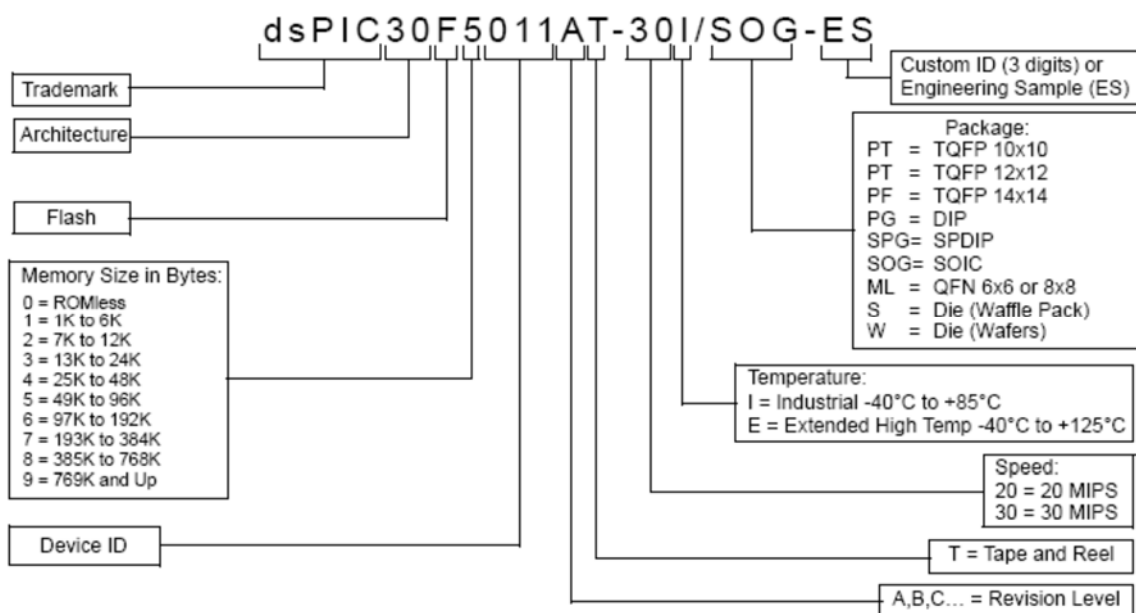 dsPIC30F5011AT-30I/SOG-ES
Trademark
Architecture
Flash
Memory Size in Bytes:
0 = ROMless
1 = 1K to 6K
2 = 7K to 12K
3 = 13K to 24K
4 = 25K to 48K
5 = 49K to 96K
6 = 97K to 192K
7 = 193K to 384K
8 = 385K to 768K
9 = 769K and Up
Device ID
Custom ID (3 digits) or
Engineering Sample (ES)
Package:
PT = TQFP 10x10
PT = TQFP 12x12
PF = TQFP 14x14
PG = DIP
SPG= SPDIP
SOG= SOIC
ML = QFN 6x6 or 8x8
S = Die (Waffle Pack)
W = Die (Wafers)
Temperature:
I = Industrial -40°C to +85°C
E = Extended High Temp -40°C to +125°C
Speed:
20 = 20 MIPS
30 = 30 MIPS
T = Tape and Reel
A,B,C... = Revision Level